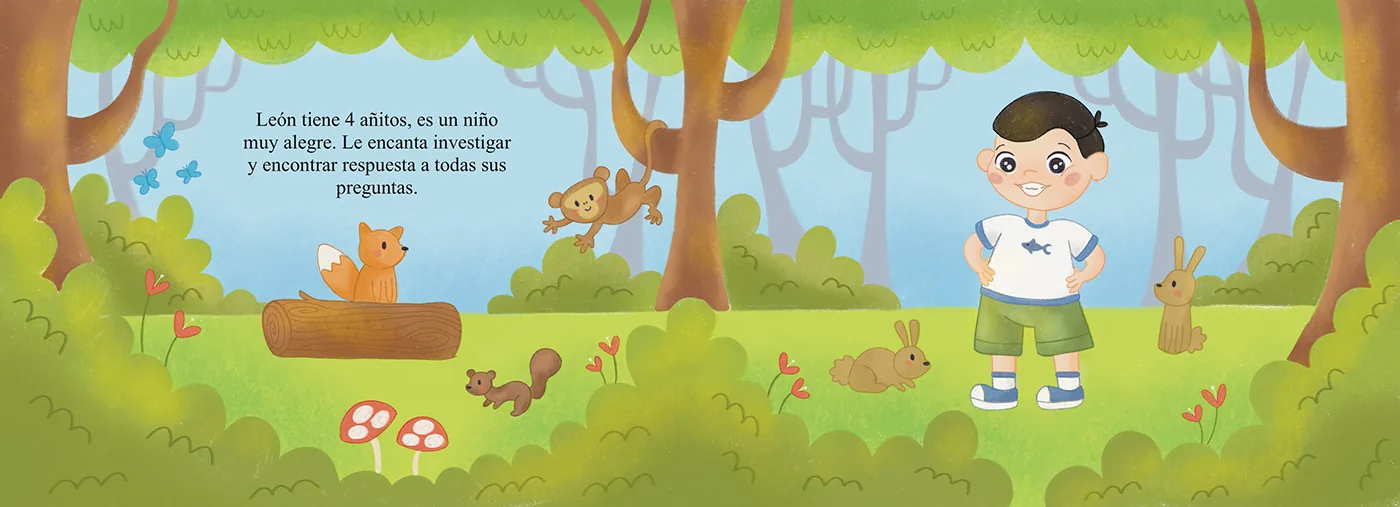 León tiene 4 añitos, es un niño
muy alegre. Le encanta investigar
y encontrar respuesta a todas sus
preguntas.